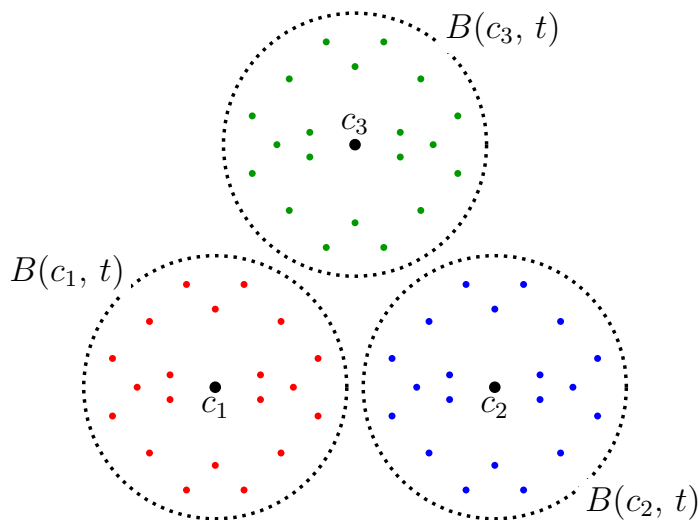 B(c₃, t)
c₃
B(c₁, t)
c₁
c₂
B(c₂, t)